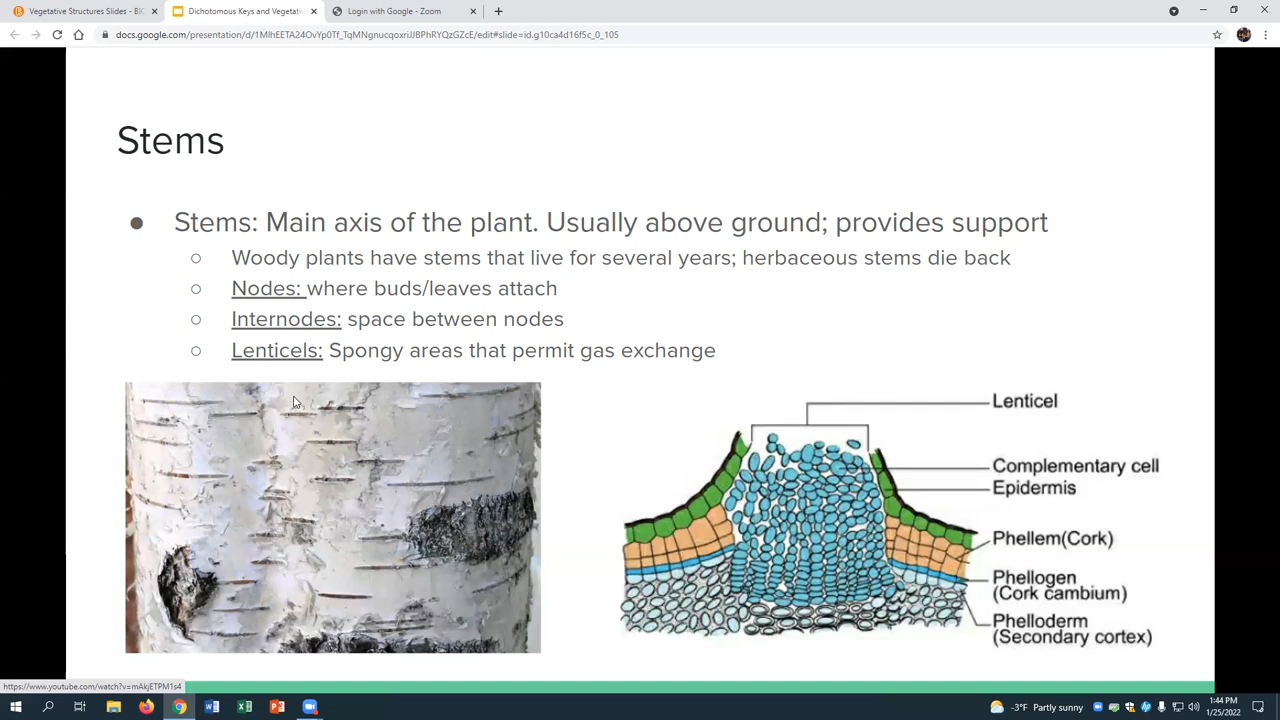 Vegetative Structures Slides - BIO
Dichotomous Keys and Vegetativ
Login with Google - Zoom
docs.google.com/presentation/d/1MIhEETA24OvYp0Tf_TqMNgnucqoxriJJBPhRYQzGZcE/edit#slide=id.g10ca4d16f5c_0_105
Stems
● Stems: Main axis of the plant. Usually above ground; provides support
○ Woody plants have stems that live for several years; herbaceous stems die back
○ Nodes: where buds/leaves attach
○ Internodes: space between nodes
○ Lenticels: Spongy areas that permit gas exchange
Lenticel
Complementary cell
Epidermis
Phellem(Cork)
Phellogen
(Cork cambium)
Phelloderm
(Secondary cortex)
https://www.youtube.com/watch?v=mAkjETPM1s4
-3°F Partly sunny
1:44 PM
1/25/2022